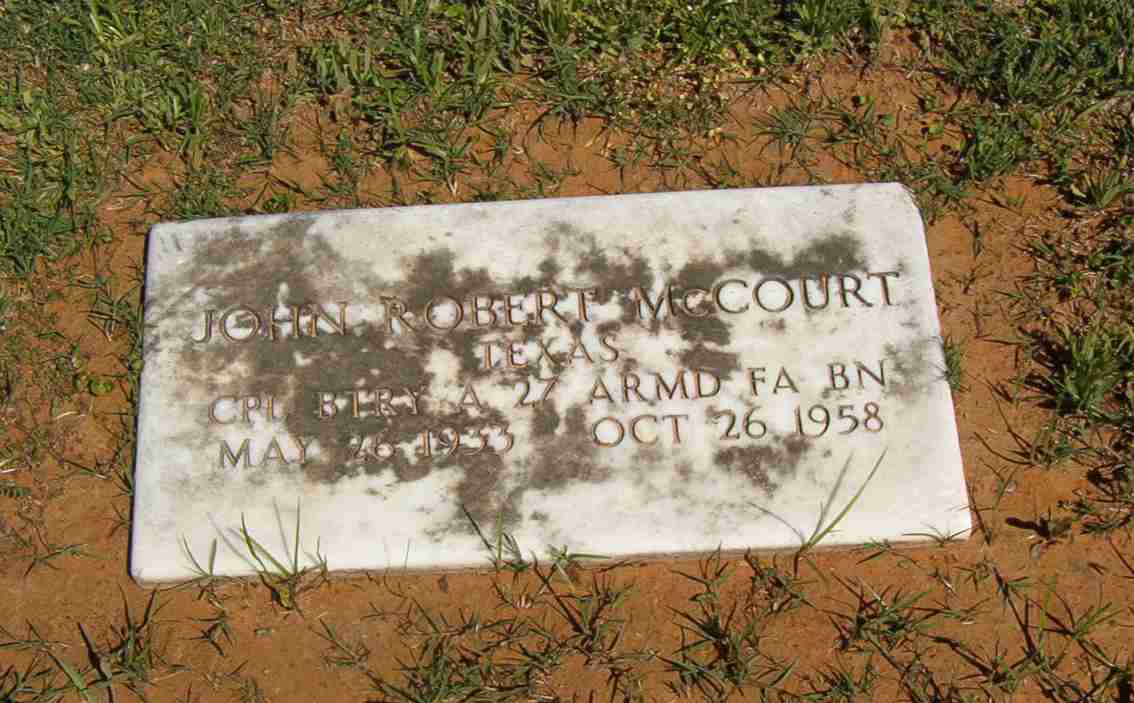 JOHN ROBERT McCOURT
TEXAS
CPL BTRY A 27 ARMD FA BN
MAY 26 1933 OCT 26 1958